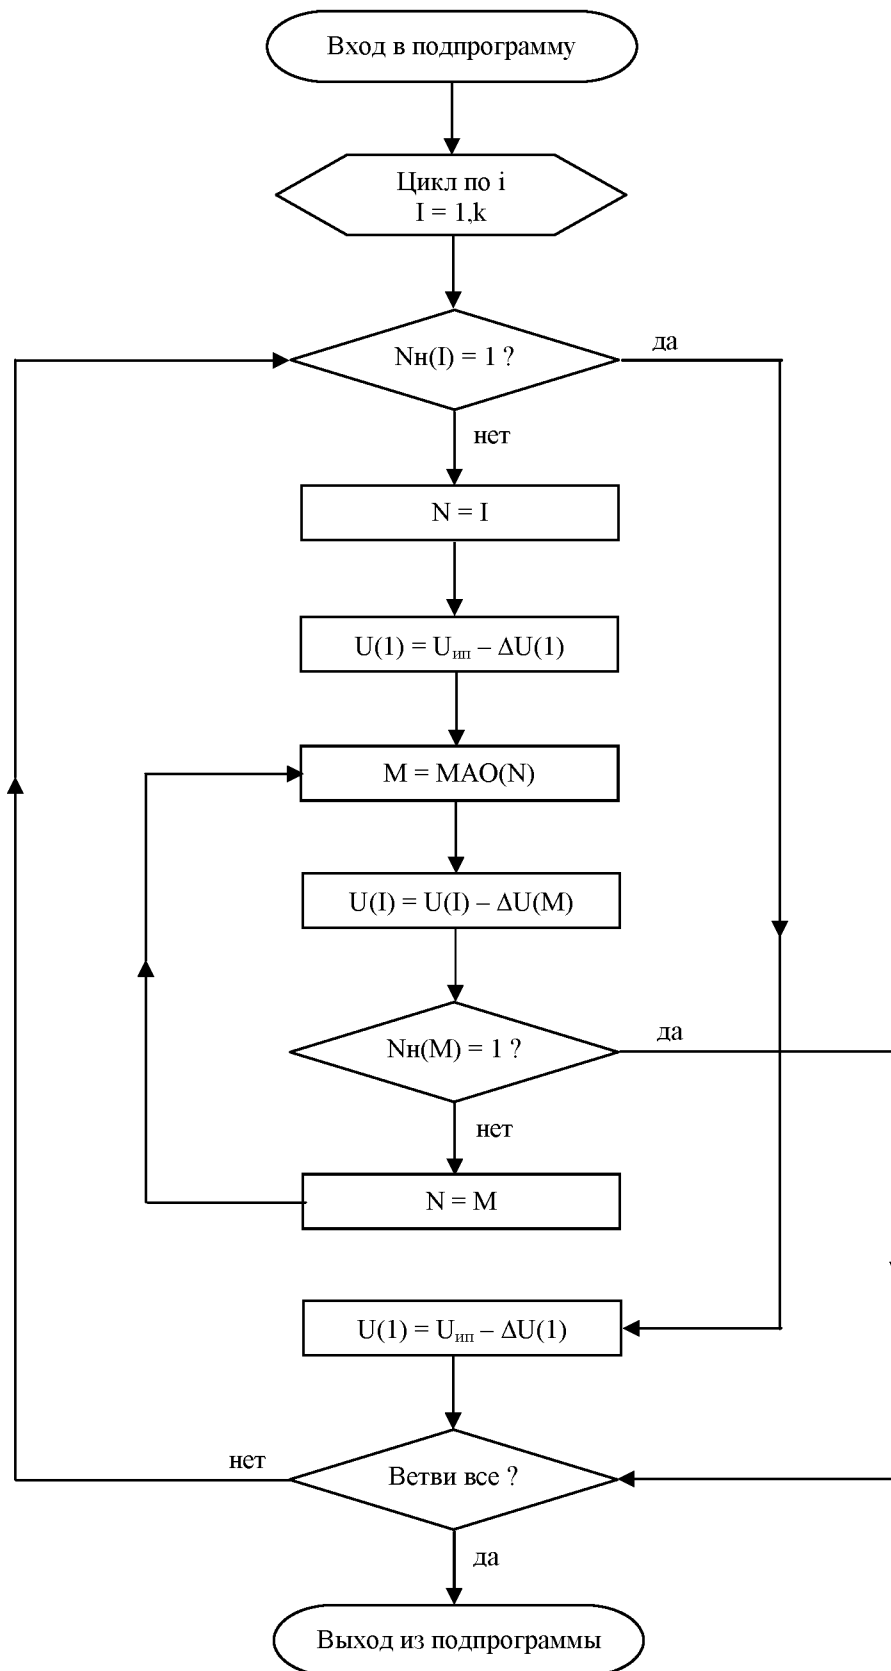 Вход в подпрограмму
Цикл по i
I = 1,k
Nн(I) = 1 ?
да
нет
N = I
U(1) = Uип – ΔU(1)
M = MAO(N)
U(I) = U(I) – ΔU(M)
Nн(M) = 1 ?
да
нет
N = M
U(1) = Uип – ΔU(1)
нет
Ветви все ?
да
Выход из подпрограммы